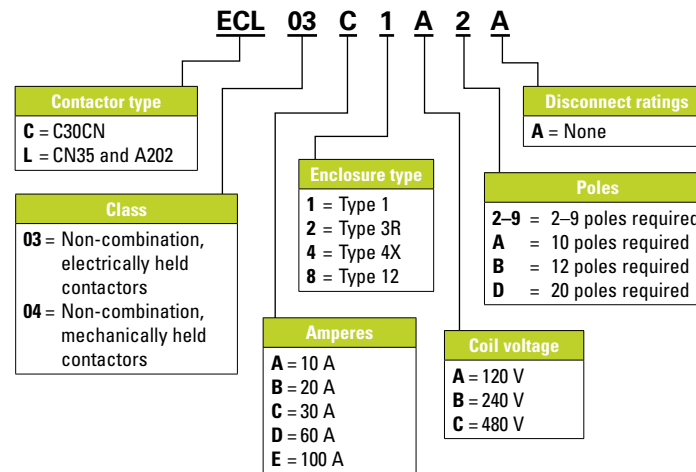 ECL 03 C 1 A 2 A
Contactor type
C = C30CN
L = CN35 and A202
Class
03 = Non-combination,
electrically held
contactors
04 = Non-combination,
mechanically held
contactors
Amperes
A = 10 A
B = 20 A
C = 30 A
D = 60 A
E = 100 A
Enclosure type
1 = Type 1
2 = Type 3R
4 = Type 4X
8 = Type 12
Coil voltage
A = 120 V
B = 240 V
C = 480 V
Poles
2–9 = 2–9 poles required
A = 10 poles required
B = 12 poles required
D = 20 poles required
Disconnect ratings
A = None